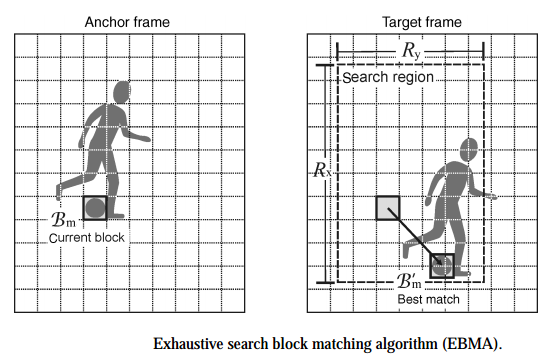 Anchor frame
Target frame
Ry
Search region
Rx
Bm
Current block
B′m
Best match
Exhaustive search block matching algorithm (EBMA).